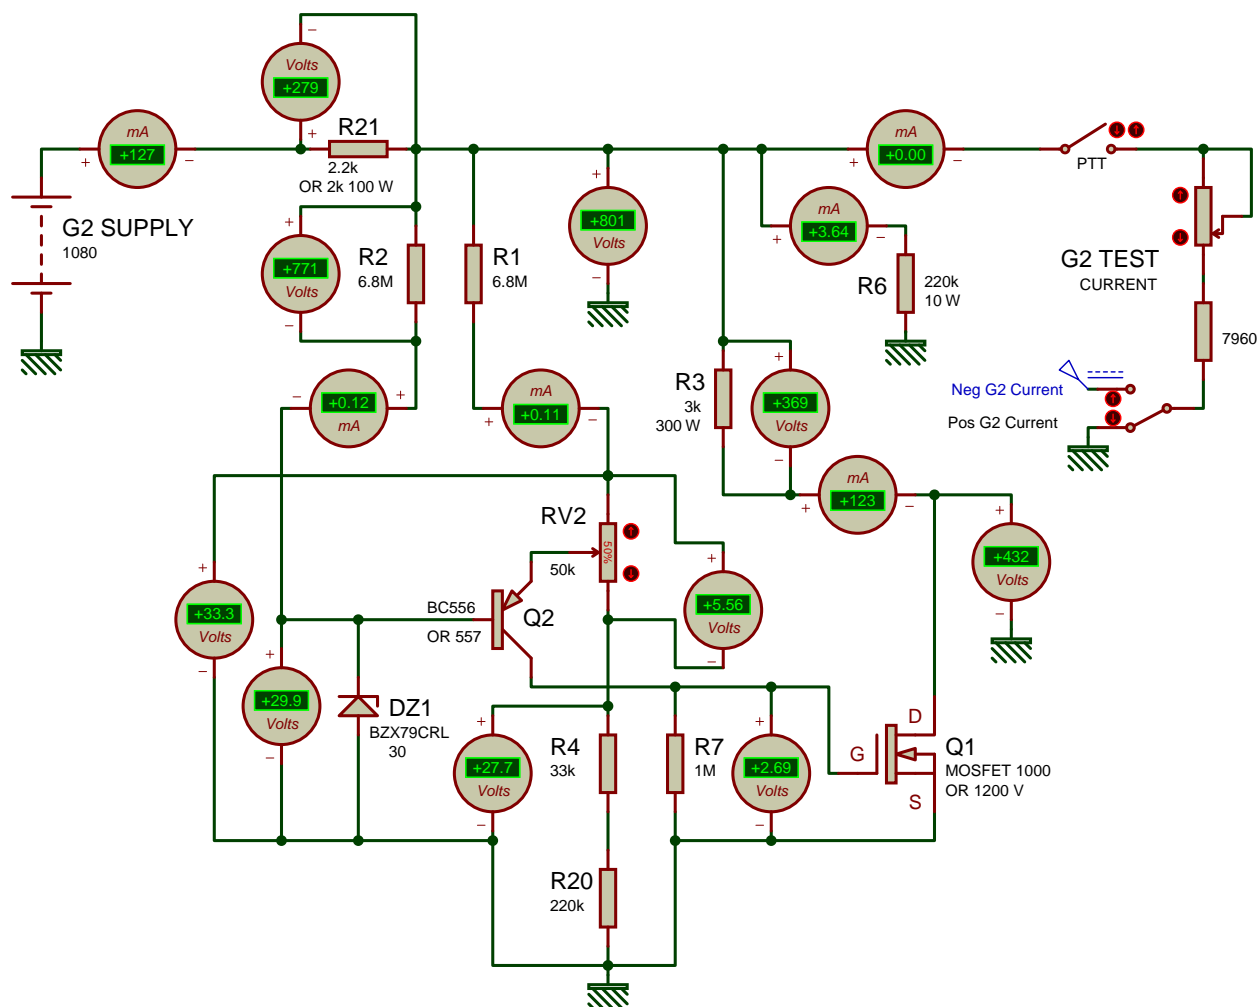 Volts
+279
mA
+127
R21
2.2k
OR 2k 100 W
G2 SUPPLY
1080
+771
Volts
R2
6.8M
R1
6.8M
+801
Volts
mA
+0.00
PTT
mA
+3.64
R6
220k
10 W
G2 TEST
CURRENT
7960
Neg G2 Current
Pos G2 Current
+0.12
mA
mA
+0.11
R3
3k
300 W
+369
Volts
mA
+123
+432
Volts
RV2
50%
50k
BC556
OR 557
Q2
+5.56
Volts
+33.3
Volts
+29.9
Volts
DZ1
BZX79CRL
30
+27.7
Volts
R4
33k
R7
1M
+2.69
Volts
D
G
S
Q1
MOSFET 1000
OR 1200 V
R20
220k